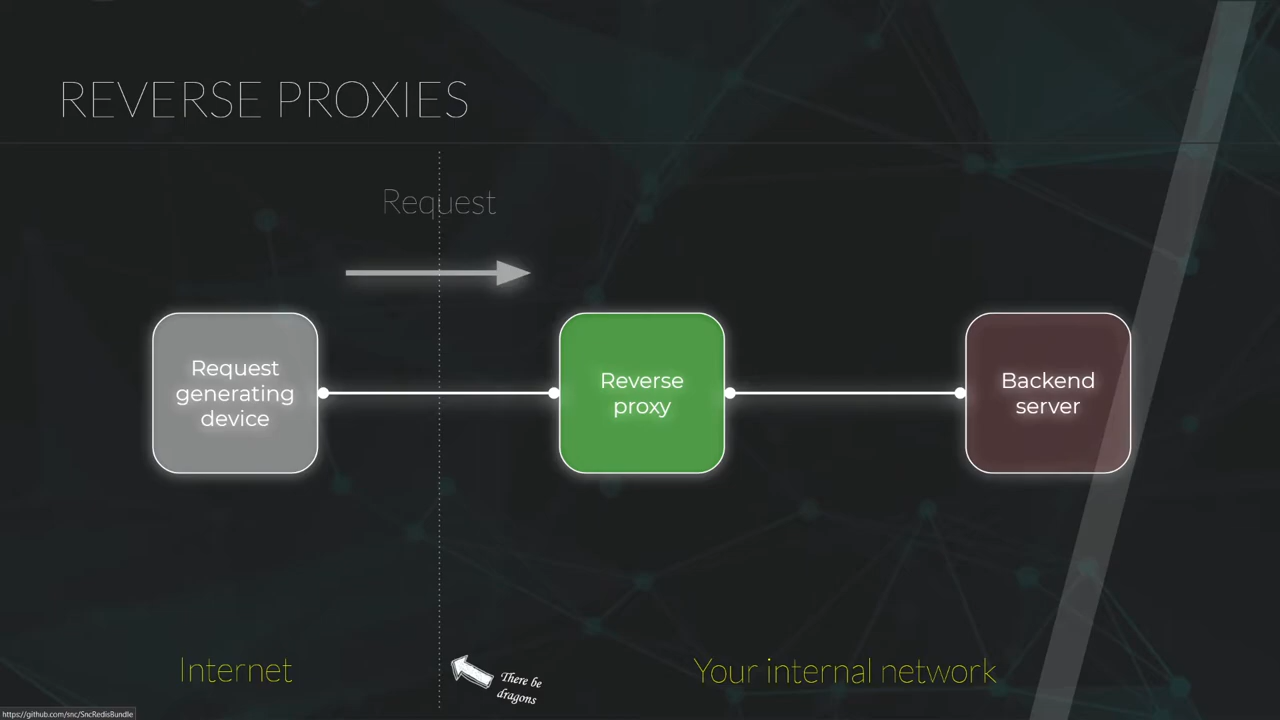 REVERSE PROXIES
Request
Request
generating
device
Reverse
proxy
Backend
server
Internet
There be
dragons
Your internal network
https://github.com/snc/SncRedisBundle